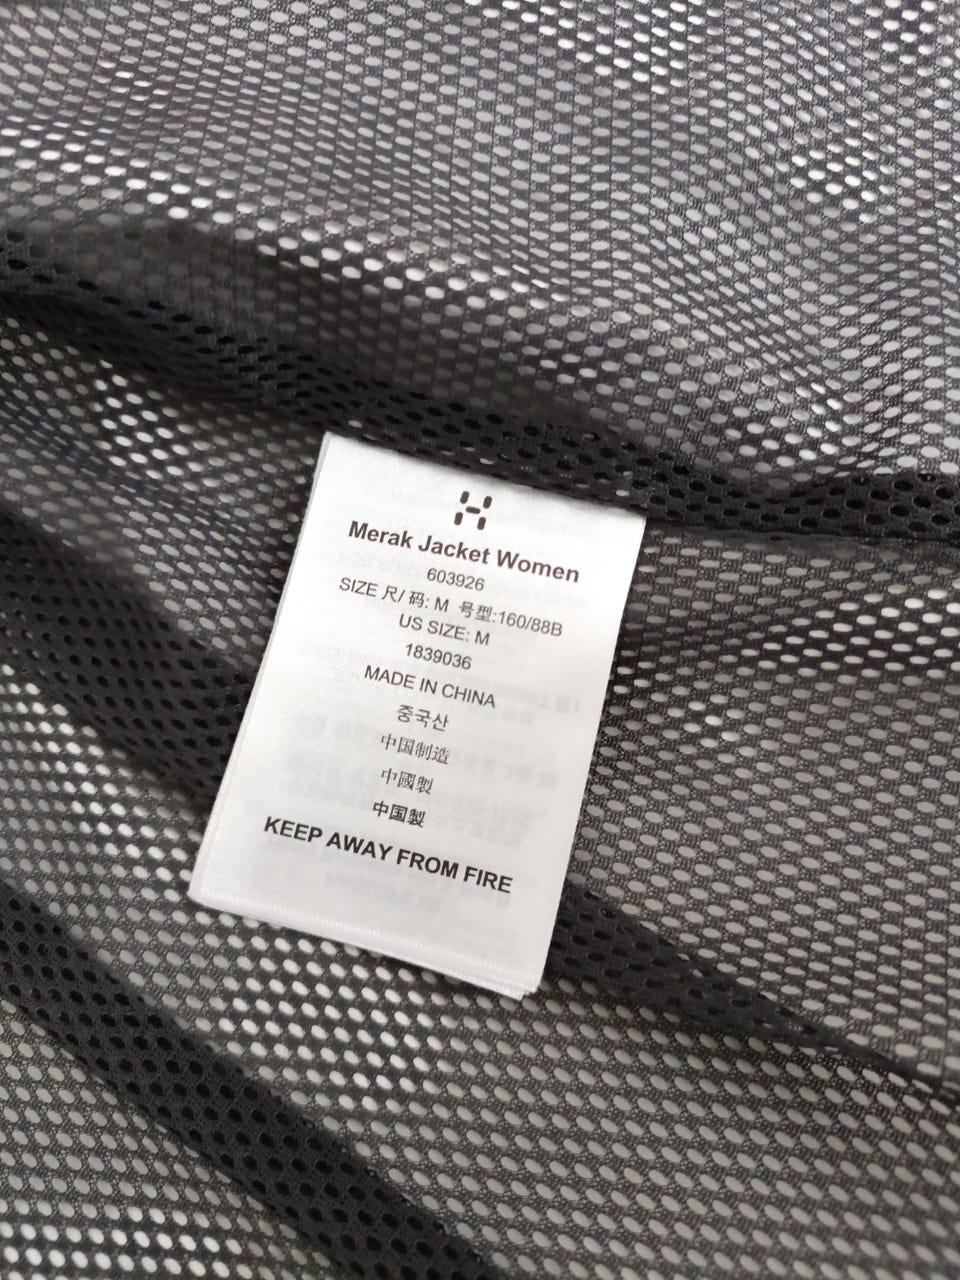 Merak Jacket Women
603926
SIZE 尺/ 码: M 号型:160/88B
US SIZE: M
1839036
MADE IN CHINA
중국산
中国制造
中國製
中国製
KEEP AWAY FROM FIRE